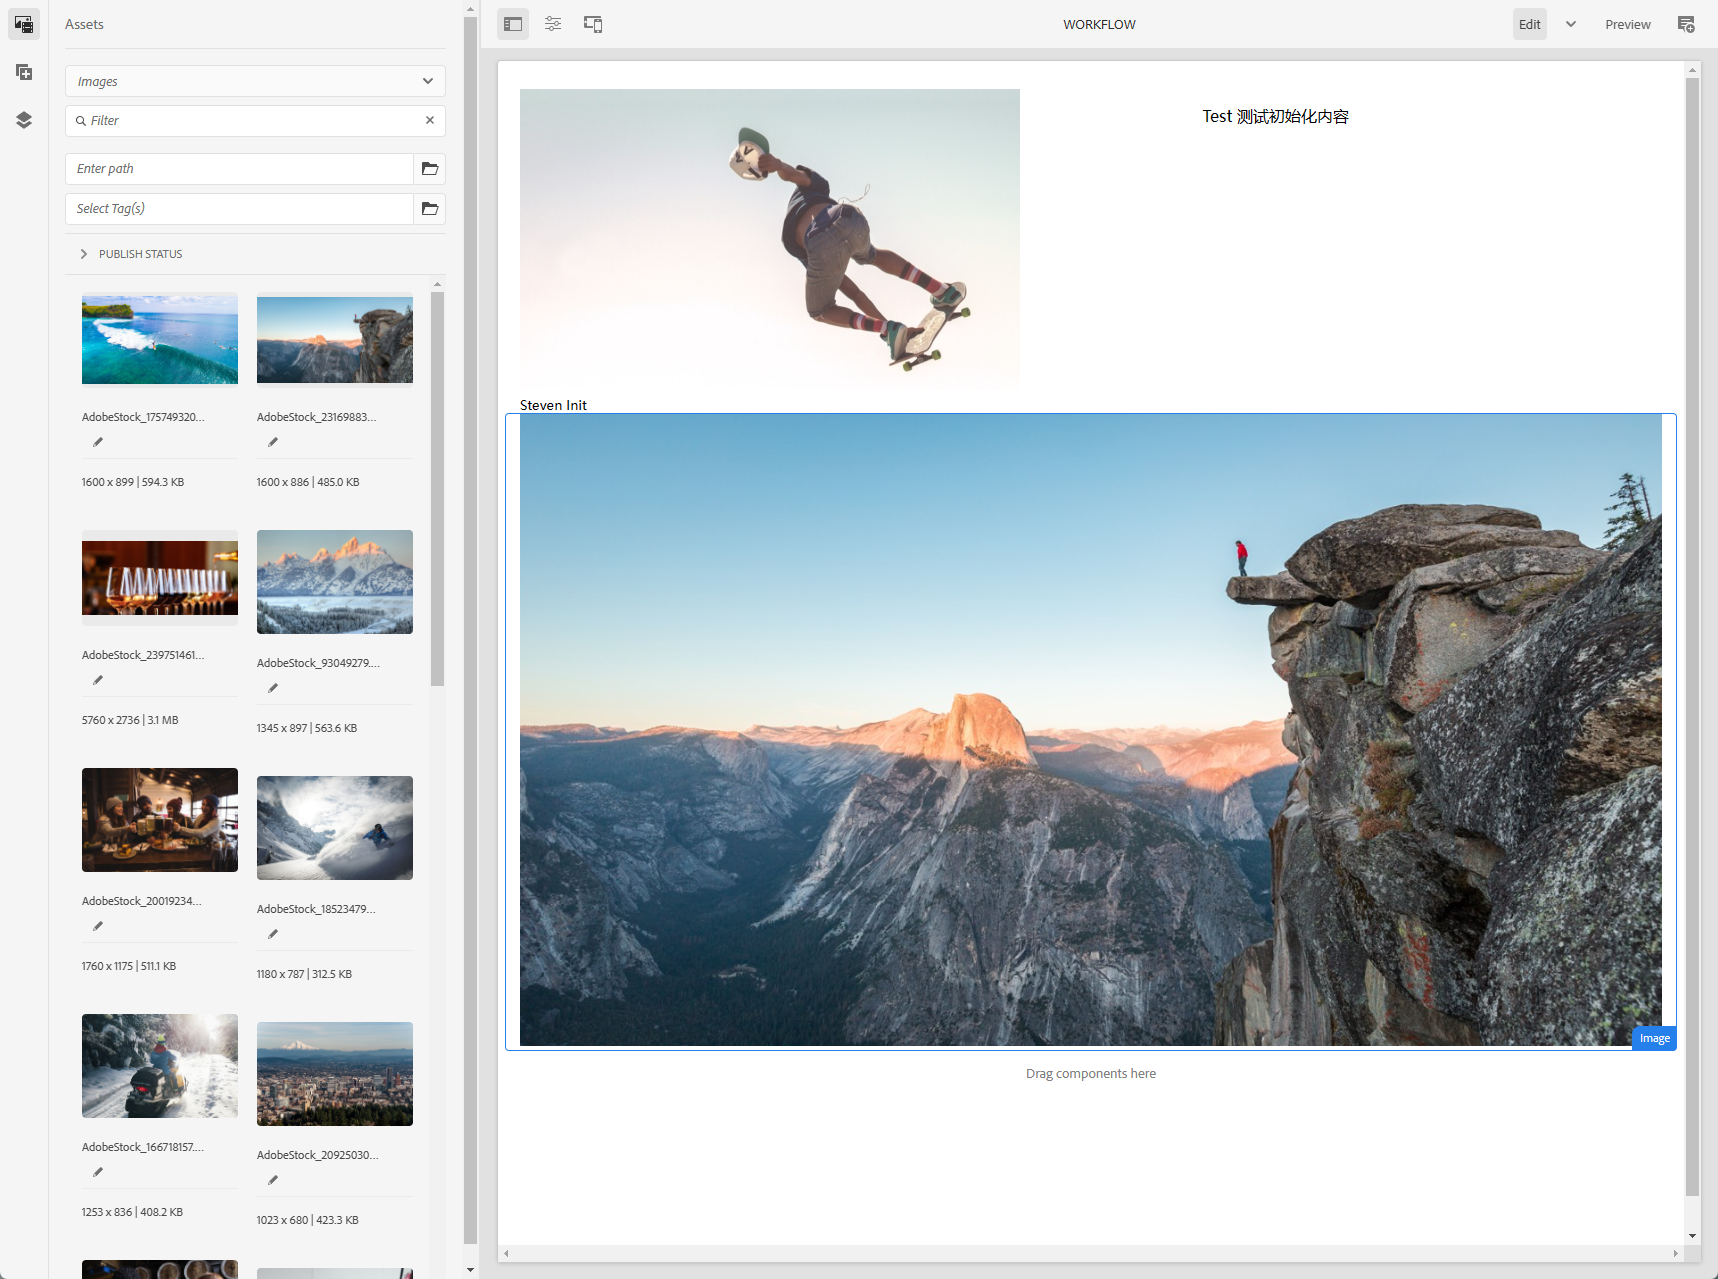 Assets
WORKFLOW
Edit
Preview
Images
Filter
Enter path
Select Tag(s)
PUBLISH STATUS
AdobeStock_175749320...
1600 x 899 | 594.3 KB
AdobeStock_23169883...
1600 x 886 | 485.0 KB
AdobeStock_239751461...
5760 x 2736 | 3.1 MB
AdobeStock_93049279....
1345 x 897 | 563.6 KB
AdobeStock_20019234...
1760 x 1175 | 511.1 KB
AdobeStock_18523479...
1180 x 787 | 312.5 KB
AdobeStock_166718157....
1253 x 836 | 408.2 KB
AdobeStock_20925030...
1023 x 680 | 423.3 KB
Test 测试初始化内容
Steven Init
Image
Drag components here